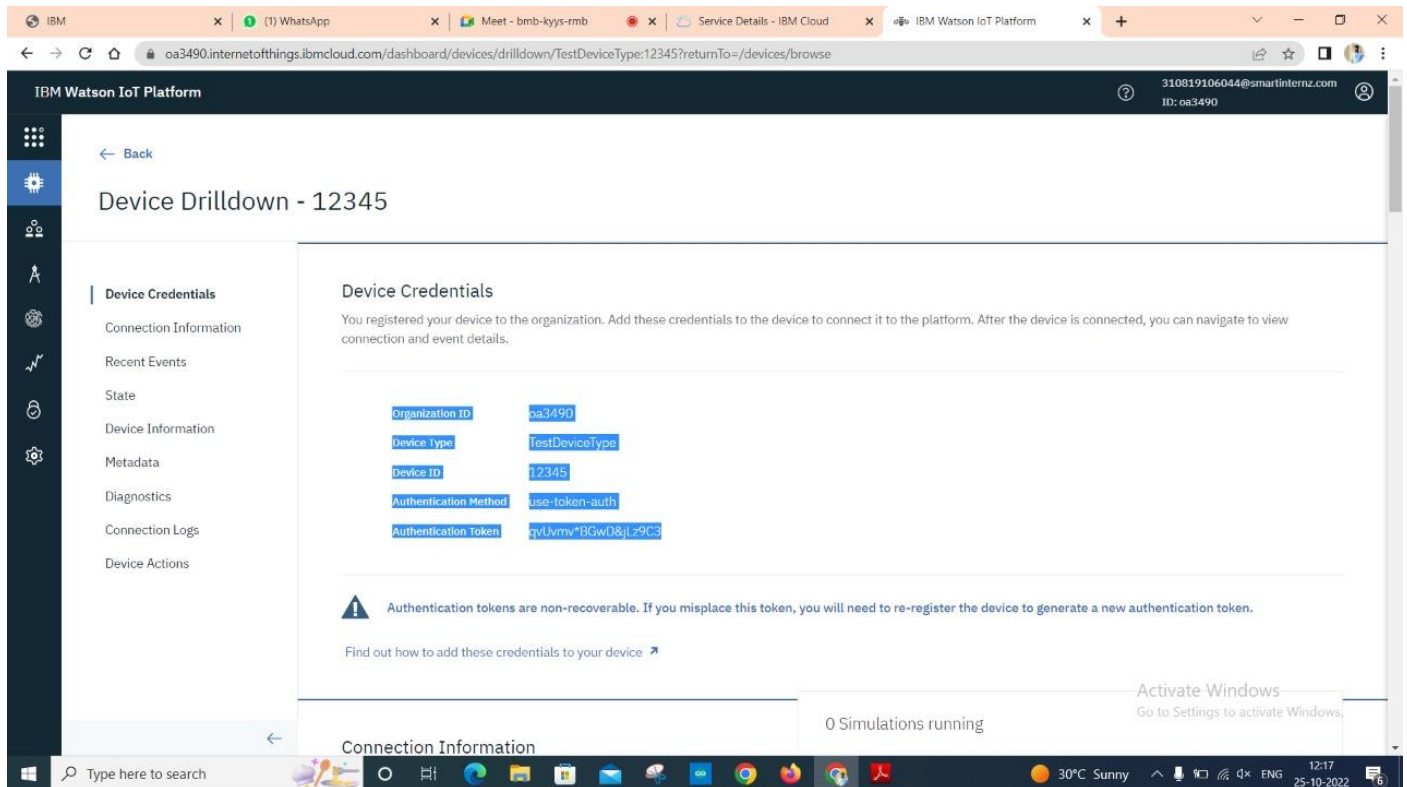 IBM
(1) WhatsApp
Meet - bmb-kyys-rmb
Service Details - IBM Cloud
IBM Watson IoT Platform
oa3490.internetofthings.ibmcloud.com/dashboard/devices/drilldown/TestDeviceType:12345?returnTo=/devices/browse
IBM Watson IoT Platform
310819106044@smartinternz.com
ID: oa3490
Back
Device Drilldown - 12345
Device Credentials
Connection Information
Recent Events
State
Device Information
Metadata
Diagnostics
Connection Logs
Device Actions
Device Credentials
You registered your device to the organization. Add these credentials to the device to connect it to the platform. After the device is connected, you can navigate to view
connection and event details.
Organization ID oa3490
Device Type TestDeviceType
Device ID 12345
Authentication Method use-token-auth
Authentication Token qvUvmv*BGwD&jLz9C3
Authentication tokens are non-recoverable. If you misplace this token, you will need to re-register the device to generate a new authentication token.
Find out how to add these credentials to your device
Connection Information
0 Simulations running
Activate Windows
Go to Settings to activate Windows.
Type here to search
30°C Sunny
ENG
12:17
25-10-2022
6